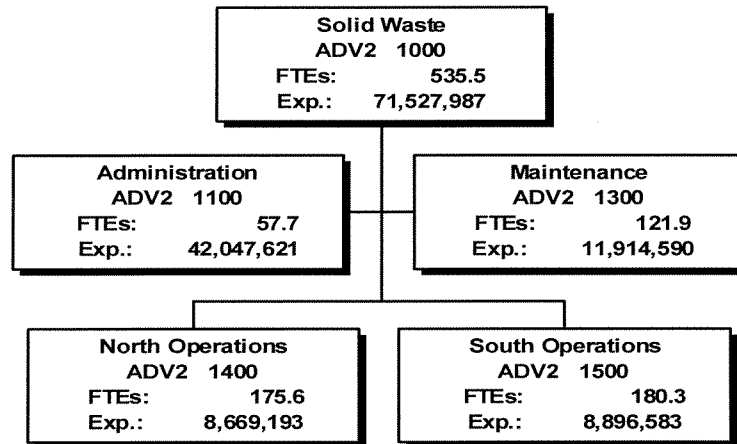 Solid Waste
ADV2 1000
FTEs: 535.5
Exp.: 71,527,987
Administration
ADV2 1100
FTEs: 57.7
Exp.: 42,047,621
Maintenance
ADV2 1300
FTEs: 121.9
Exp.: 11,914,590
North Operations
ADV2 1400
FTEs: 175.6
Exp.: 8,669,193
South Operations
ADV2 1500
FTEs: 180.3
Exp.: 8,896,583